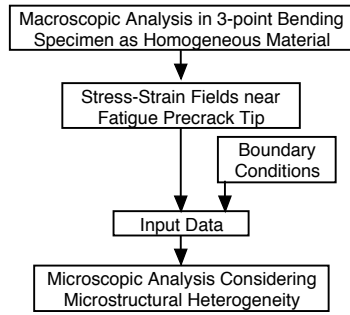 Macroscopic Analysis in 3-point Bending
Specimen as Homogeneous Material
Stress-Strain Fields near
Fatigue Precrack Tip
Boundary
Conditions
Input Data
Microscopic Analysis Considering
Microstructural Heterogeneity